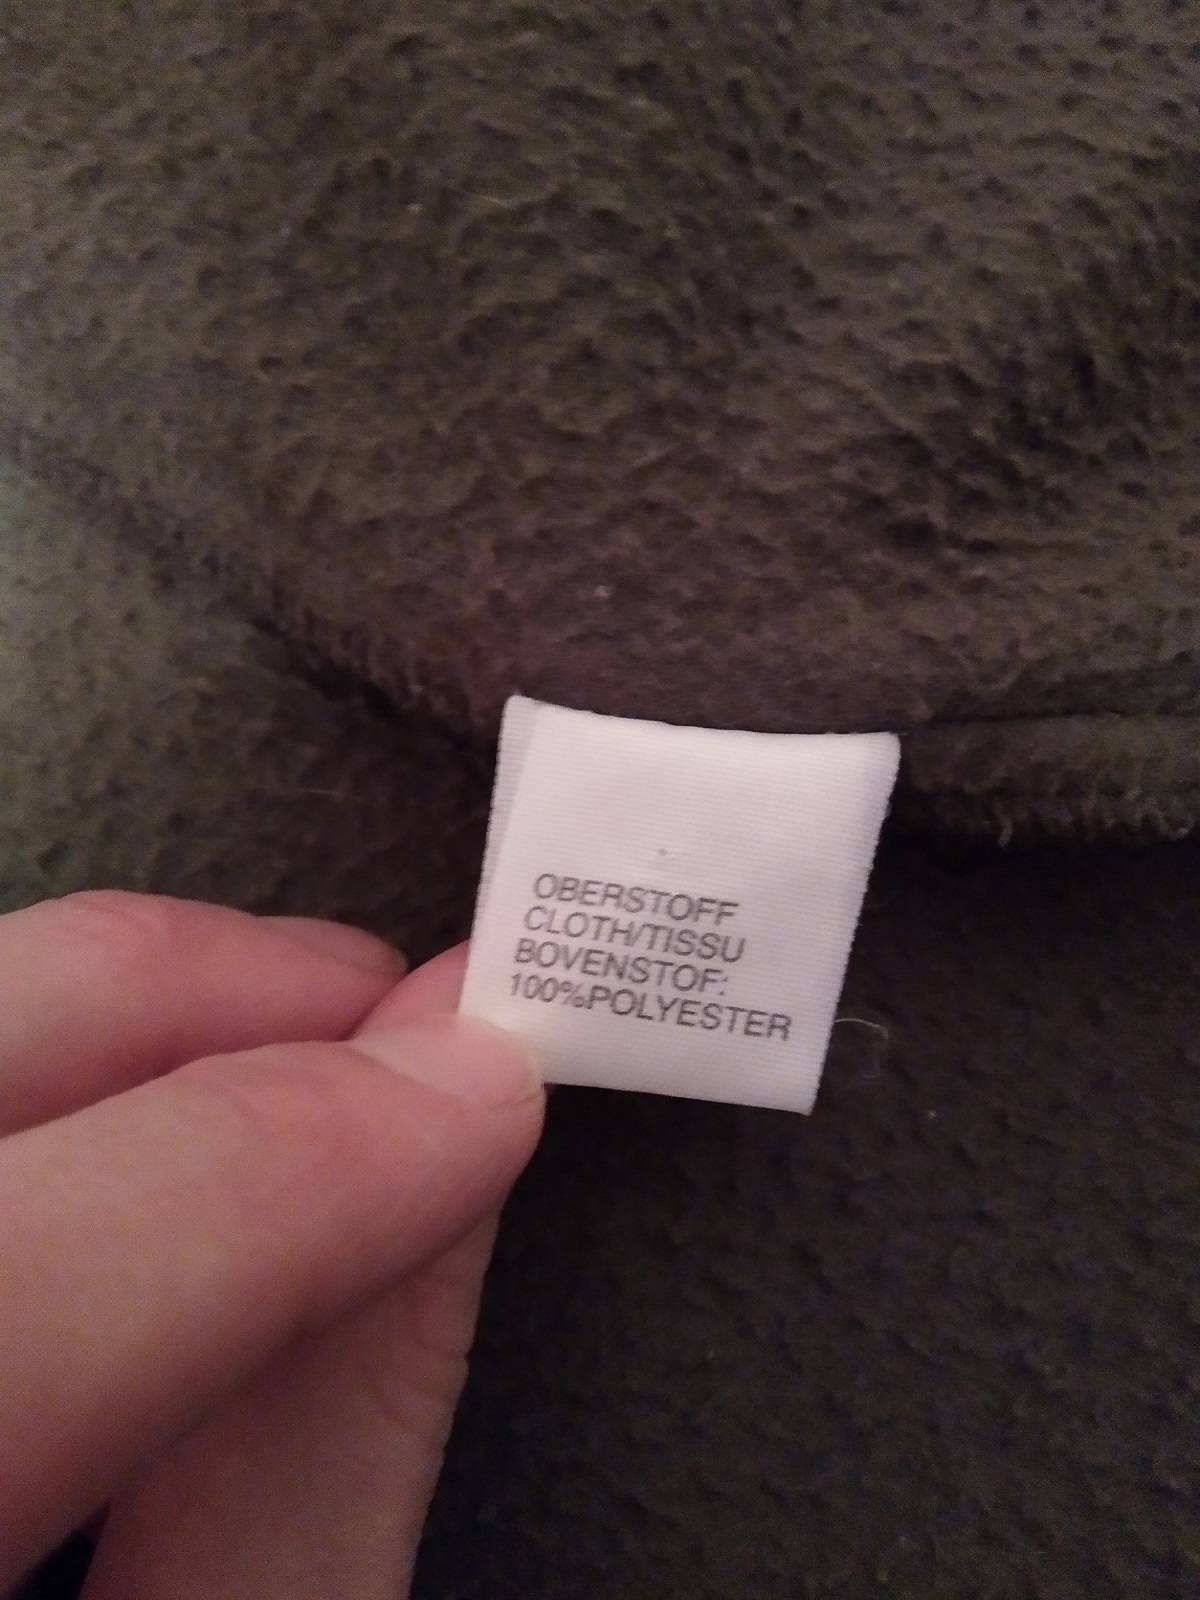 OBERSTOFF
CLOTH/TISSU
BOVENSTOF:
100%POLYESTER